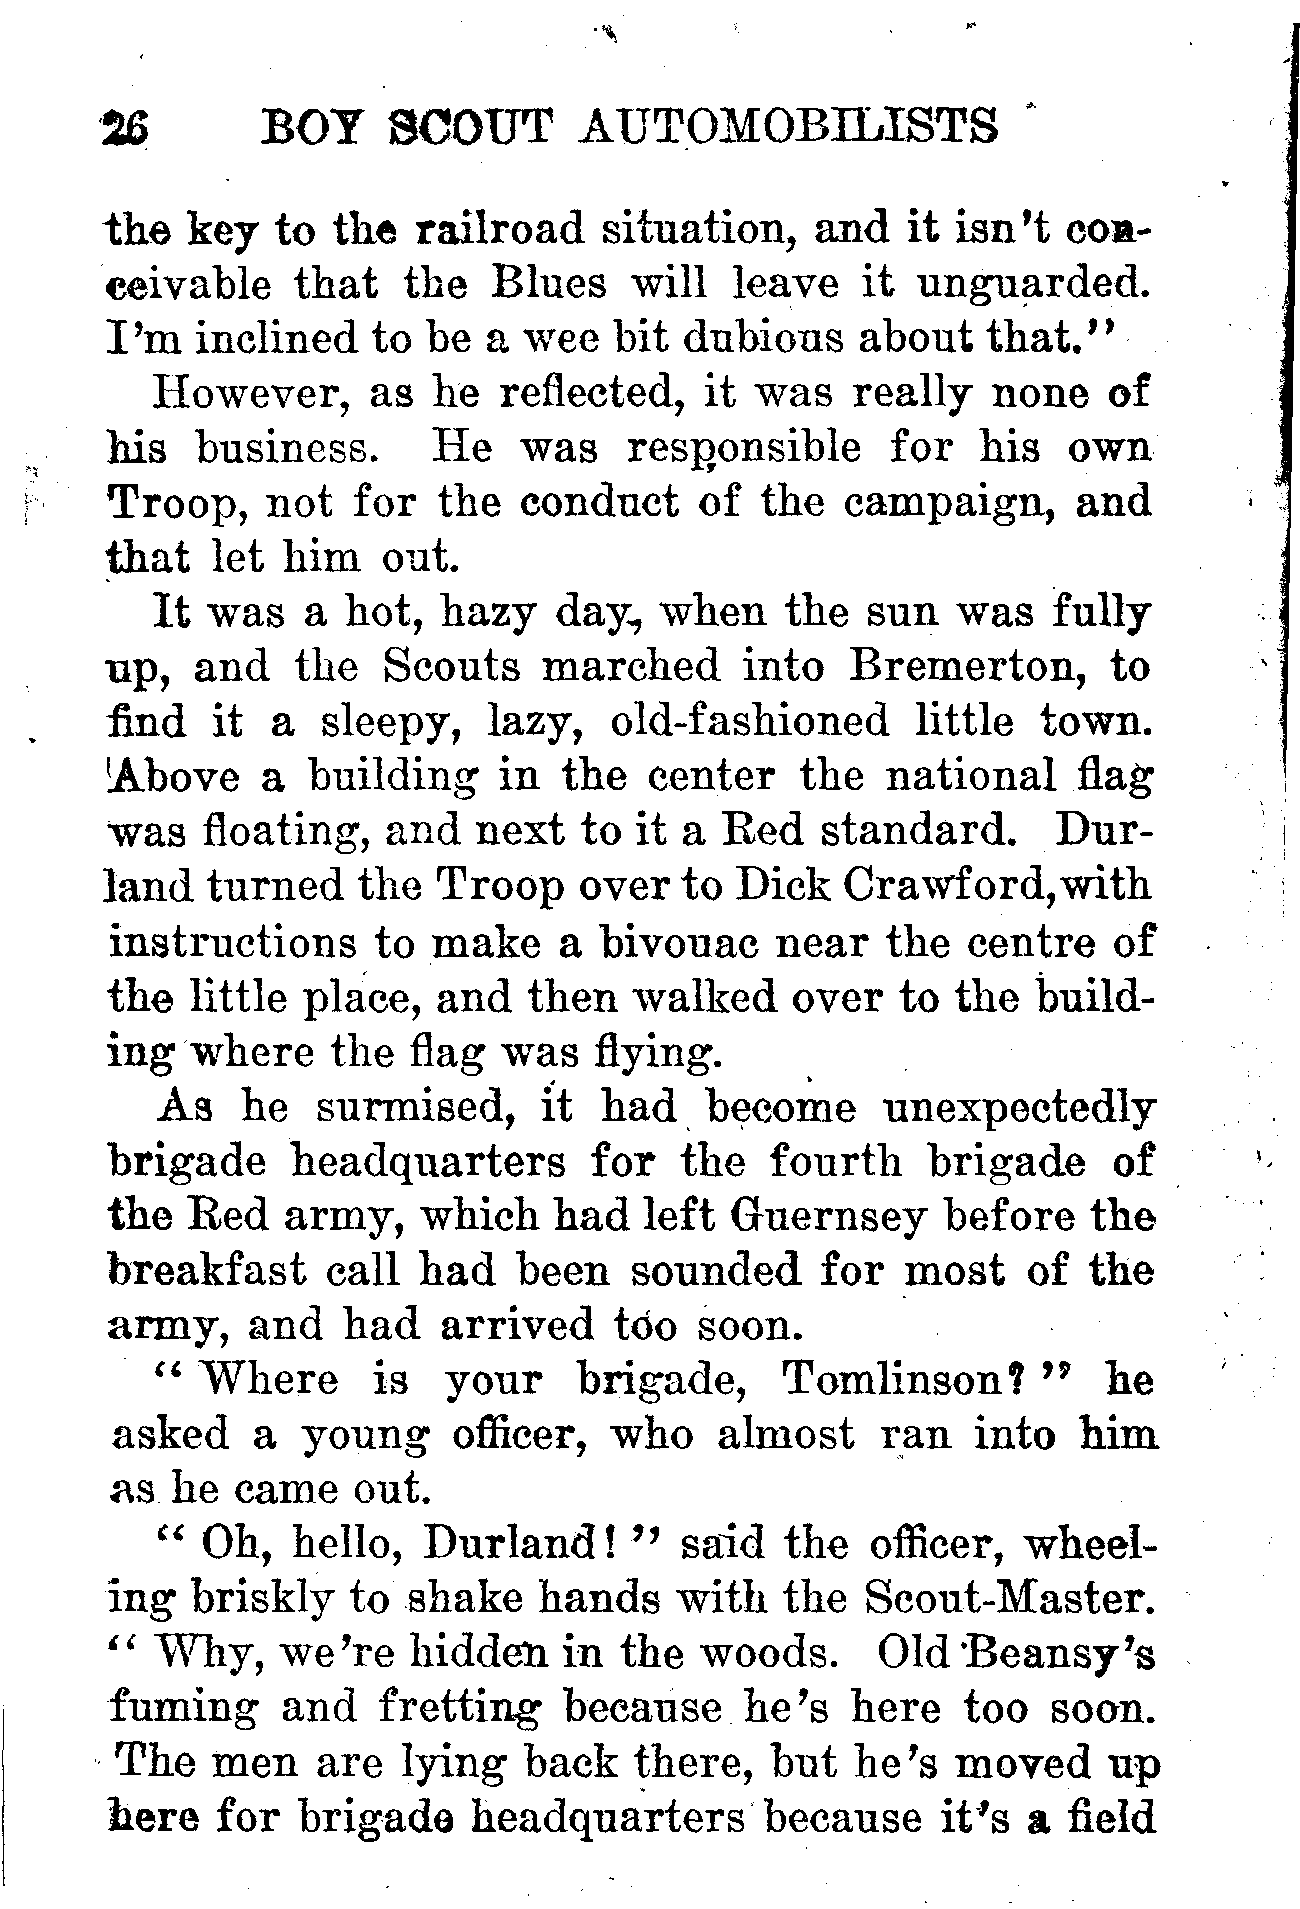 26 BOY SCOUT AUTOMOBILISTS
the key to the railroad situation, and it isn't con-
ceivable that the Blues will leave it unguarded.
I'm inclined to be a wee bit dubious about that."
However, as he reflected, it was really none of
his business. He was responsible for his own
Troop, not for the conduct of the campaign, and
that let him out.
It was a hot, hazy day, when the sun was fully
up, and the Scouts marched into Bremerton, to
find it a sleepy, lazy, old-fashioned little town.
Above a building in the center the national flag
was floating, and next to it a Red standard. Dur-
land turned the Troop over to Dick Crawford, with
instructions to make a bivouac near the centre of
the little place, and then walked over to the build-
ing where the flag was flying.
As he surmised, it had become unexpectedly
brigade headquarters for the fourth brigade of
the Red army, which had left Guernsey before the
breakfast call had been sounded for most of the
army, and had arrived too soon.
"Where is your brigade, Tomlinson?" he
asked a young officer, who almost ran into him
as he came out.
"Oh, hello, Durland!" said the officer, wheel-
ing briskly to shake hands with the Scout-Master.
"Why, we're hidden in the woods. Old Beansy's
fuming and fretting because he's here too soon.
The men are lying back there, but he's moved up
here for brigade headquarters because it's a field